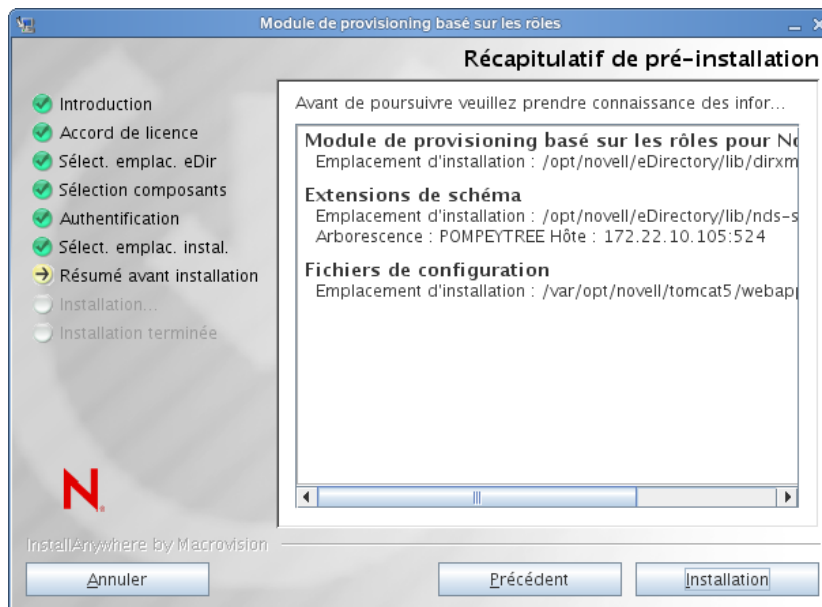 Module de provisioning basé sur les rôles
Récapitulatif de pré-installation
Introduction
Accord de licence
Sélect. emplac. eDir
Sélection composants
Authentification
Sélect. emplac. instal.
Résumé avant installation
Installation...
Installation terminée
Avant de poursuivre veuillez prendre connaissance des infor...
Module de provisioning basé sur les rôles pour No
Emplacement d'installation : /opt/novell/eDirectory/lib/dirxm
Extensions de schéma
Emplacement d'installation : /opt/novell/eDirectory/lib/nds-s
Arborescence : POMPEYTREE Hôte : 172.22.10.105:524
Fichiers de configuration
Emplacement d'installation : /var/opt/novell/tomcat5/webapp
N
InstallAnywhere by Macrovision
Annuler
Précédent
Installation